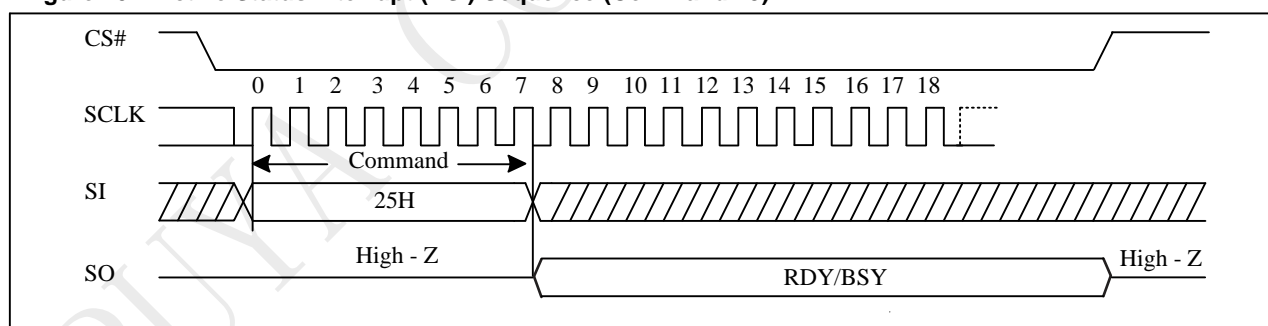 CS#
0 1 2 3 4 5 6 7 8 9 10 11 12 13 14 15 16 17 18
SCLK
Command
SI
25H
High - Z
High - Z
SO
RDY/BSY